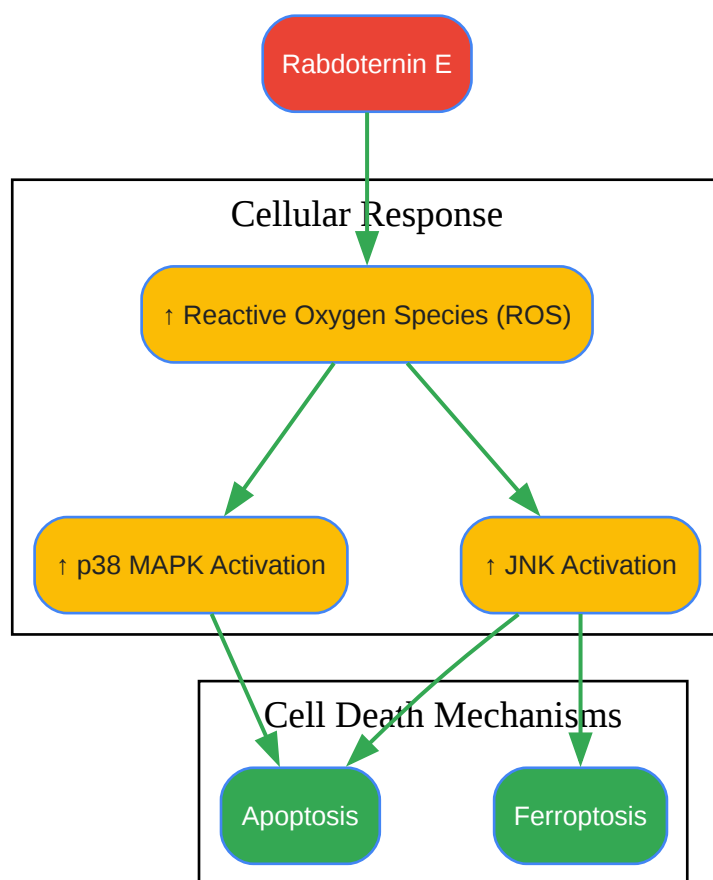 Rabdoternin E
Cellular Response
↑ Reactive Oxygen Species (ROS)
↑ p38 MAPK Activation
↑ JNK Activation
Cell Death Mechanisms
Apoptosis
Ferroptosis